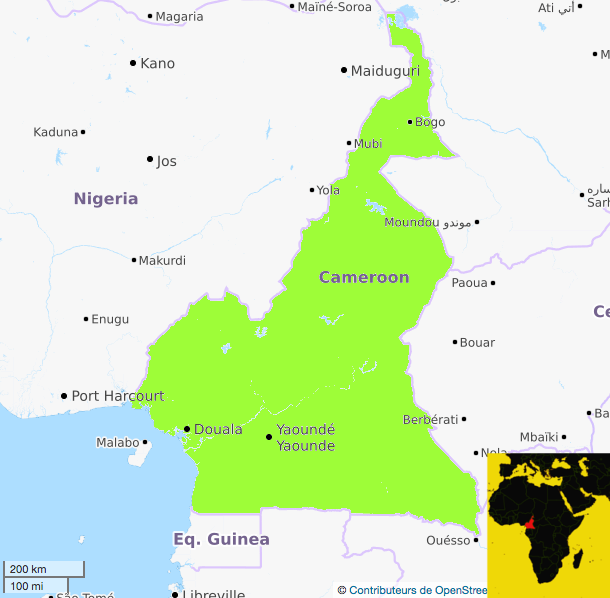 Maïné-Soroa
أتي Ati
Magaria
Kano
Maiduguri
Bogo
Kaduna
Mubi
Jos
Yola
ساره
Sarh
Nigeria
Moundou موندو
Makurdi
Cameroon
Paoua
Ce
Enugu
Bouar
Port Harcourt
Berbérati
Ba
Douala
Yaoundé
Yaounde
Mbaïki
Malabo
Nola
Eq. Guinea
Ouésso
200 km
100 mi
São Tomé
Libreville
© Contributeurs de OpenStree